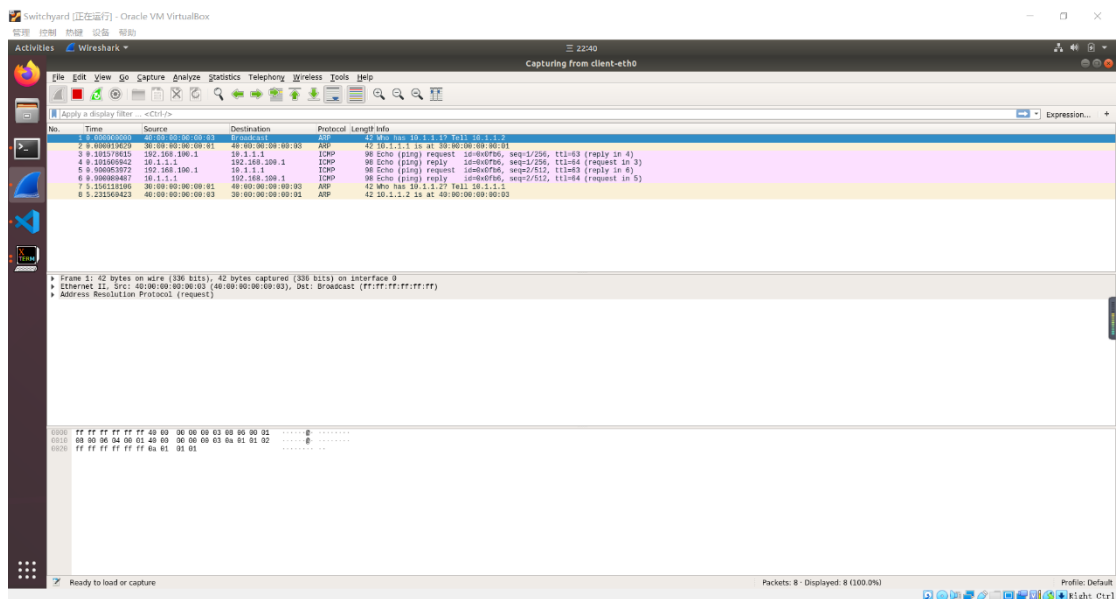 Switchyard [正在运行] - Oracle VM VirtualBox
管理 控制 热键 设备 帮助
Activities Wireshark 三 22:40
Capturing from client-eth0
File Edit View Go Capture Analyze Statistics Telephony Wireless Tools Help
Apply a display filter ... <Ctrl-/> Expression... +
No. Time Source Destination Protocol Length Info
1 0.000000000 40:00:00:00:00:03 Broadcast ARP 42 Who has 10.1.1.1? Tell 10.1.1.2
2 0.000019629 30:00:00:00:00:01 40:00:00:00:00:03 ARP 42 10.1.1.1 is at 30:00:00:00:00:01
3 0.101578615 192.168.100.1 10.1.1.1 ICMP 98 Echo (ping) request id=0x0fb6, seq=1/256, ttl=63 (reply in 4)
4 0.101606942 10.1.1.1 192.168.100.1 ICMP 98 Echo (ping) reply id=0x0fb6, seq=1/256, ttl=64 (request in 3)
5 0.900953972 192.168.100.1 10.1.1.1 ICMP 98 Echo (ping) request id=0x0fb6, seq=2/512, ttl=63 (reply in 6)
6 0.900989487 10.1.1.1 192.168.100.1 ICMP 98 Echo (ping) reply id=0x0fb6, seq=2/512, ttl=64 (request in 5)
7 5.156118106 30:00:00:00:00:01 40:00:00:00:00:03 ARP 42 Who has 10.1.1.2? Tell 10.1.1.1
8 5.231560423 40:00:00:00:00:03 30:00:00:00:00:01 ARP 42 10.1.1.2 is at 40:00:00:00:00:03
Frame 1: 42 bytes on wire (336 bits), 42 bytes captured (336 bits) on interface 0
Ethernet II, Src: 40:00:00:00:00:03 (40:00:00:00:00:03), Dst: Broadcast (ff:ff:ff:ff:ff:ff)
Address Resolution Protocol (request)
0000 ff ff ff ff ff ff 40 00 00 00 00 03 08 06 00 01 ······@· ········
0010 08 00 06 04 00 01 40 00 00 00 00 03 0a 01 01 02 ······@· ········
0020 ff ff ff ff ff ff 0a 01 01 01 ········ ··
Ready to load or capture Packets: 8 · Displayed: 8 (100.0%) Profile: Default
Right Ctrl